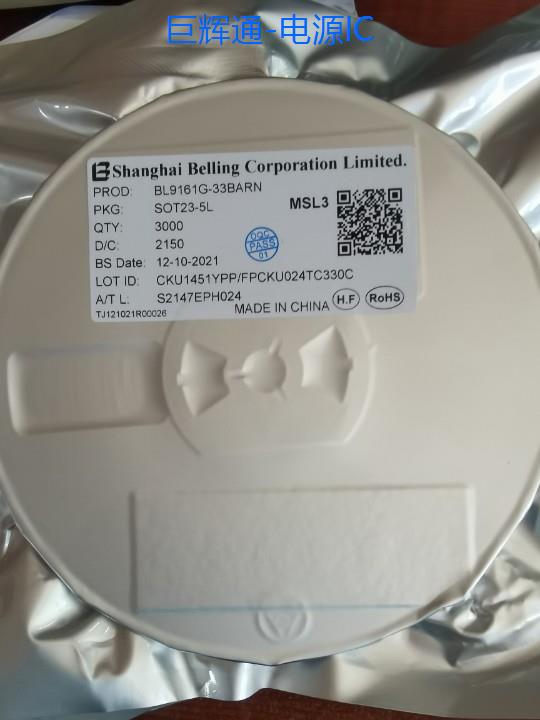 巨辉通-电源IC
Shanghai Belling Corporation Limited.
PROD: BL9161G-33BARN
PKG: SOT23-5L
MSL3
QTY: 3000
D/C: 2150
OQC
PASS
01
BS Date: 12-10-2021
LOT ID: CKU1451YPP/FPCKU024TC330C
A/T L: S2147EPH024
TJ121021R00026
MADE IN CHINA
H.F
RoHS